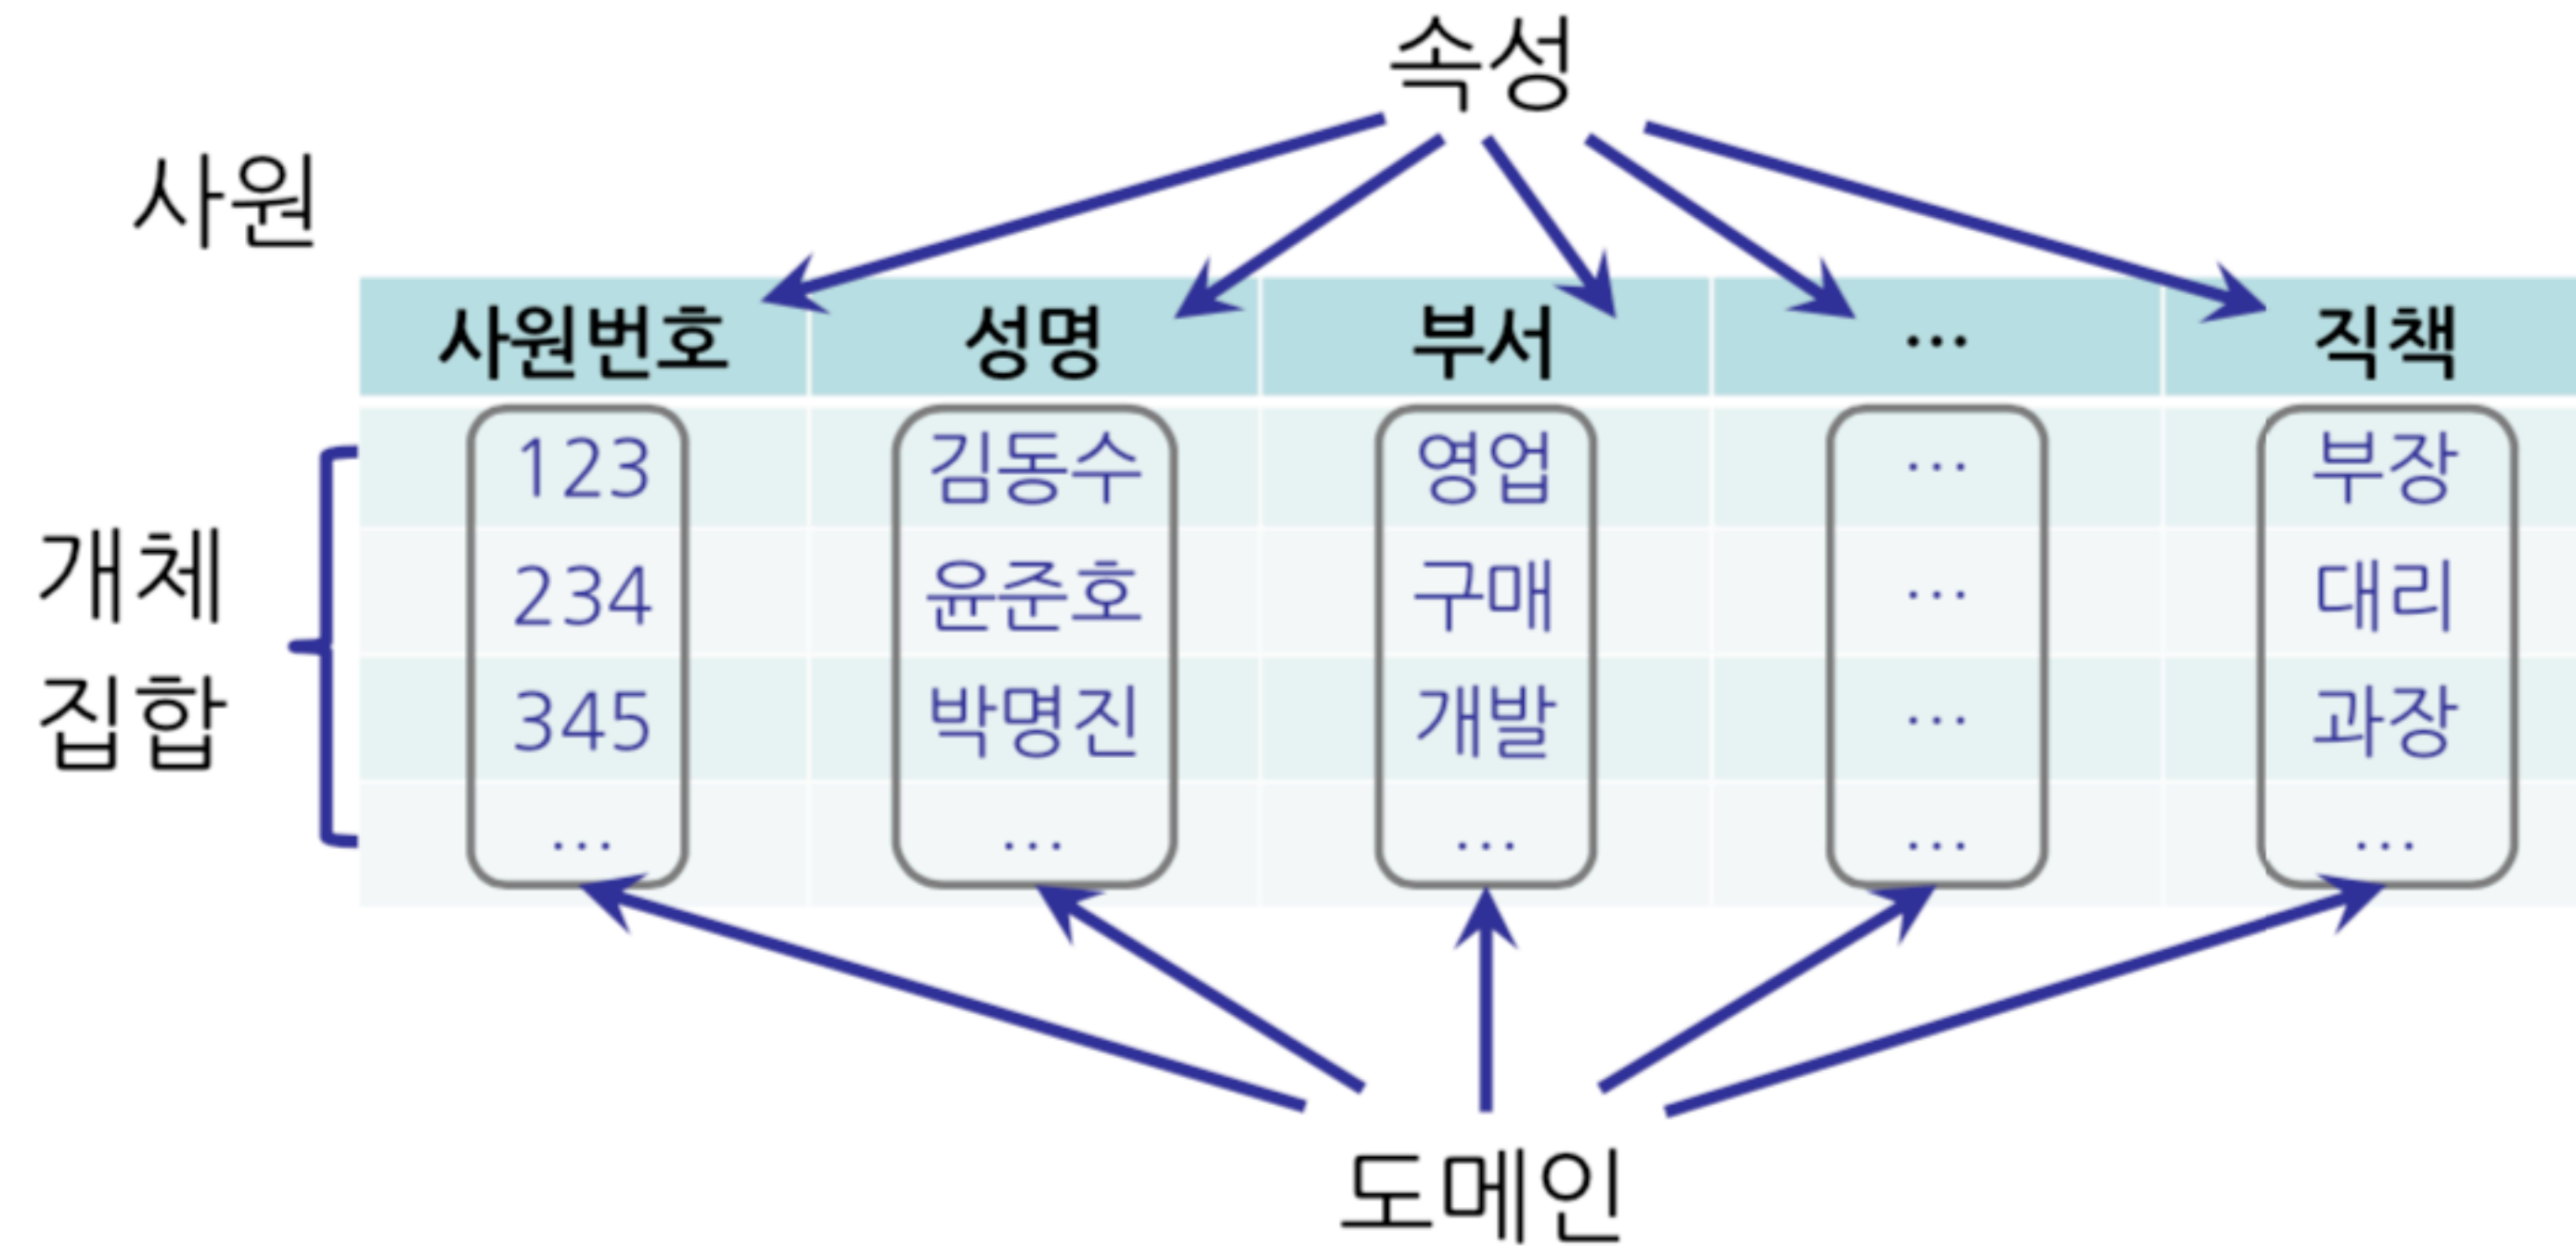 속성
사원
사원번호 성명 부서 ... 직책
123 김동수 영업 ... 부장
개체
234 윤준호 구매 ... 대리
집합
345 박명진 개발 ... 과장
... ... ... ... ...
도메인